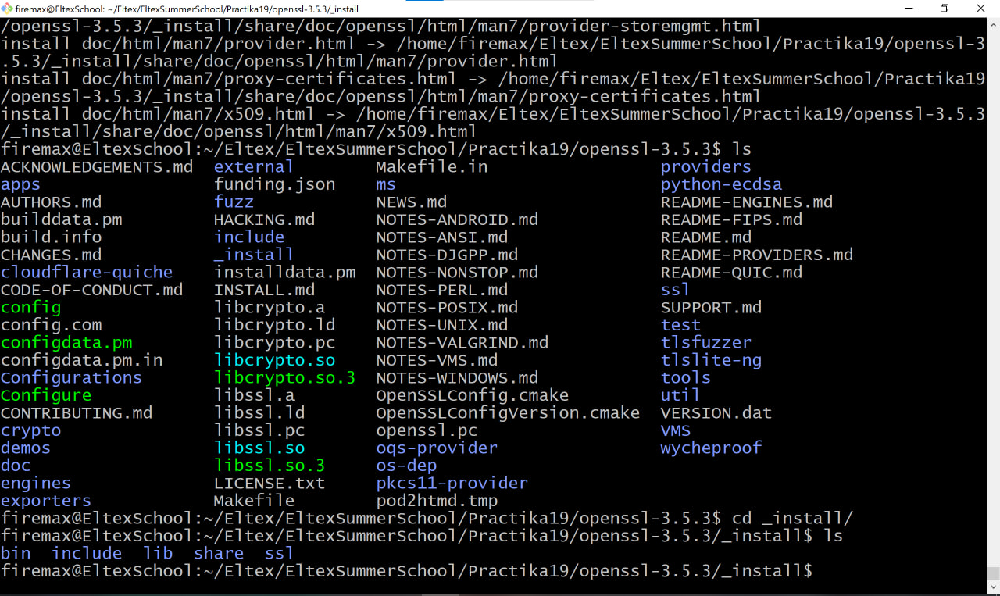 firemax@EltexSchool: ~/Eltex/EltexSummerSchool/Practika19/openssl-3.5.3/_install
/openssl-3.5.3/_install/share/doc/openssl/html/man7/provider-storemgmt.html
install doc/html/man7/provider.html -> /home/firemax/Eltex/EltexSummerSchool/Practika19/openssl-3
.5.3/_install/share/doc/openssl/html/man7/provider.html
install doc/html/man7/proxy-certificates.html -> /home/firemax/Eltex/EltexSummerSchool/Practika19
/openssl-3.5.3/_install/share/doc/openssl/html/man7/proxy-certificates.html
install doc/html/man7/x509.html -> /home/firemax/Eltex/EltexSummerSchool/Practika19/openssl-3.5.3
/_install/share/doc/openssl/html/man7/x509.html
firemax@EltexSchool:~/Eltex/EltexSummerSchool/Practika19/openssl-3.5.3$ ls
ACKNOWLEDGEMENTS.md  external  Makefile.in  providers
apps  funding.json  ms  python-ecdsa
AUTHORS.md  fuzz  NEWS.md  README-ENGINES.md
builddata.pm  HACKING.md  NOTES-ANDROID.md  README-FIPS.md
build.info  include  NOTES-ANSI.md  README.md
CHANGES.md  _install  NOTES-DJGPP.md  README-PROVIDERS.md
cloudflare-quiche  installdata.pm  NOTES-NONSTOP.md  README-QUIC.md
CODE-OF-CONDUCT.md  INSTALL.md  NOTES-PERL.md  ssl
config  libcrypto.a  NOTES-POSIX.md  SUPPORT.md
config.com  libcrypto.ld  NOTES-UNIX.md  test
configdata.pm  libcrypto.pc  NOTES-VALGRIND.md  tlsfuzzer
configdata.pm.in  libcrypto.so  NOTES-VMS.md  tlslite-ng
Configurations  libcrypto.so.3  NOTES-WINDOWS.md  tools
Configure  libssl.a  OpenSSLConfig.cmake  util
CONTRIBUTING.md  libssl.ld  OpenSSLConfigVersion.cmake  VERSION.dat
crypto  libssl.pc  openssl.pc  VMS
demos  libssl.so  oqs-provider  wycheproof
doc  libssl.so.3  os-dep
engines  LICENSE.txt  pkcs11-provider
exporters  Makefile  pod2htmd.tmp
firemax@EltexSchool:~/Eltex/EltexSummerSchool/Practika19/openssl-3.5.3$ cd _install/
firemax@EltexSchool:~/Eltex/EltexSummerSchool/Practika19/openssl-3.5.3/_install$ ls
bin  include  lib  share  ssl
firemax@EltexSchool:~/Eltex/EltexSummerSchool/Practika19/openssl-3.5.3/_install$